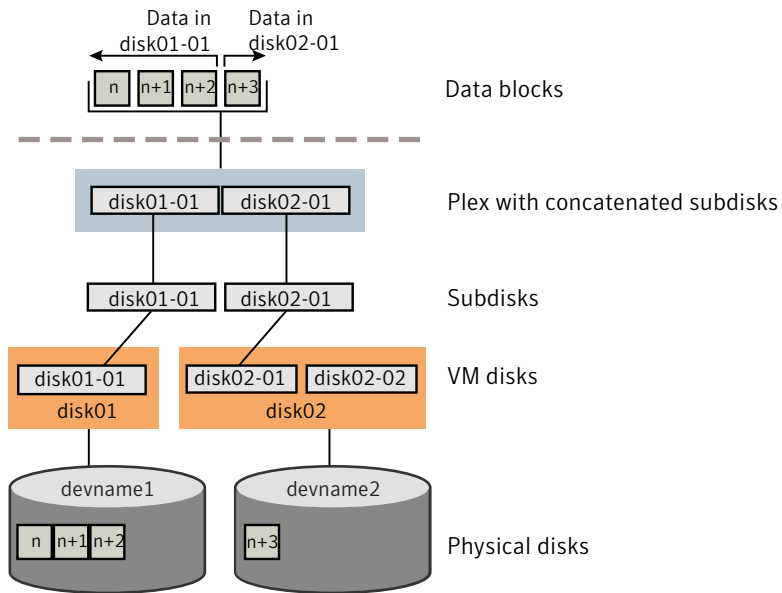 Data in
disk01-01
Data in
disk02-01
n n+1 n+2 n+3
Data blocks
disk01-01 disk02-01
Plex with concatenated subdisks
disk01-01 disk02-01
Subdisks
disk01-01 disk02-01 disk02-02
VM disks
disk01 disk02
devname1 devname2
n n+1 n+2 n+3
Physical disks